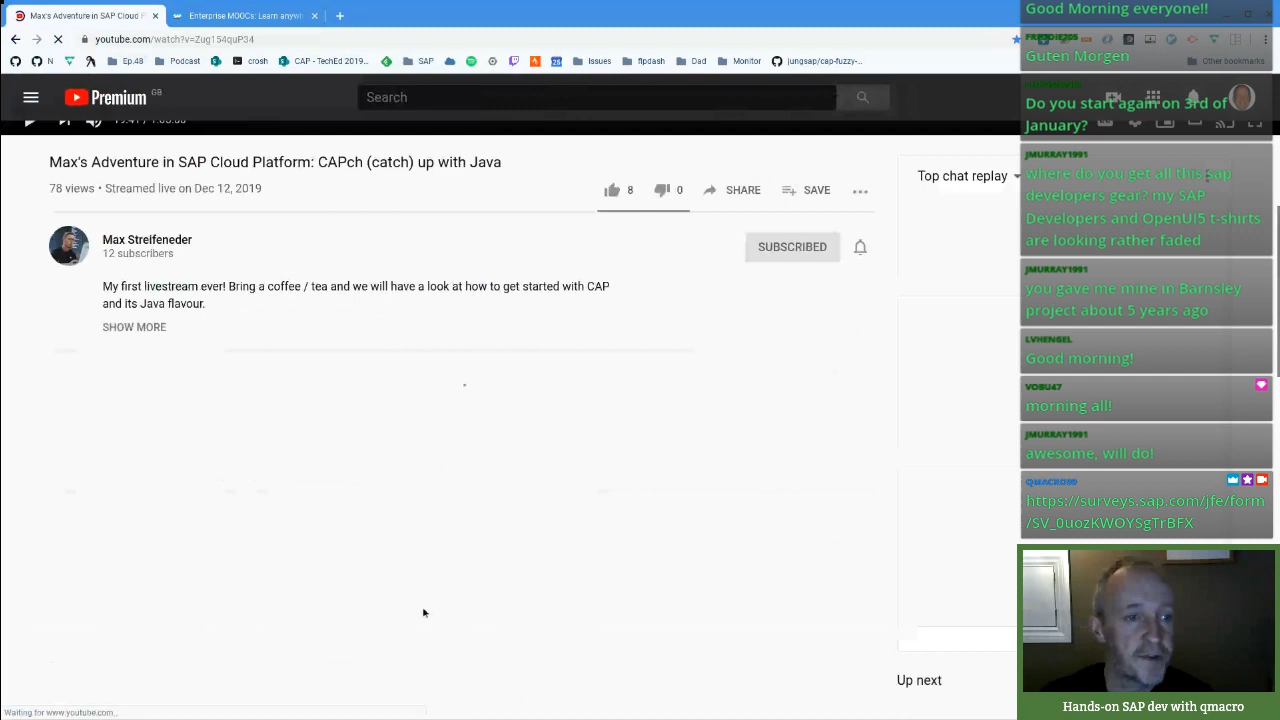 Max's Adventure in SAP Cloud P
Enterprise MOOCs: Learn anyw
youtube.com/watch?v=Zug154quP34
N
N
Ep.48
Podcast
crosh
CAP - TechEd
SAP
Issues
flpdash
Dad
Monitor
jungsap/cap-fuzzy-...
Other bookmarks
Premium
GB
Search
Max's Adventure in SAP Cloud Platform: CAPch (catch) up with Java
78 views • Streamed live on Dec 12, 2019
8
0
SHARE
SAVE
Max Streifeneder
12 subscribers
SUBSCRIBED
My first livestream ever! Bring a coffee / tea and we will have a look at how to get started with CAP
and its Java flavour.
SHOW MORE
Top chat replay
Up next
Waiting for www.youtube.com...
Good Morning everyone!!
Guten Morgen
Do you start again on 3rd of
January?
JMURRAY1991
where do you get all this sap
developers gear? my SAP
Developers and OpenUI5 t-shirts
are looking rather faded
JMURRAY1991
you gave me mine in Barnsley
project about 5 years ago
LVHENGEL
Good morning!
VOBU47
morning all!
JMURRAY1991
awesome, will do!
https://surveys.sap.com/jfe/form
/SV_0uozKWOYSgTrBFX
Hands-on SAP dev with qmacro